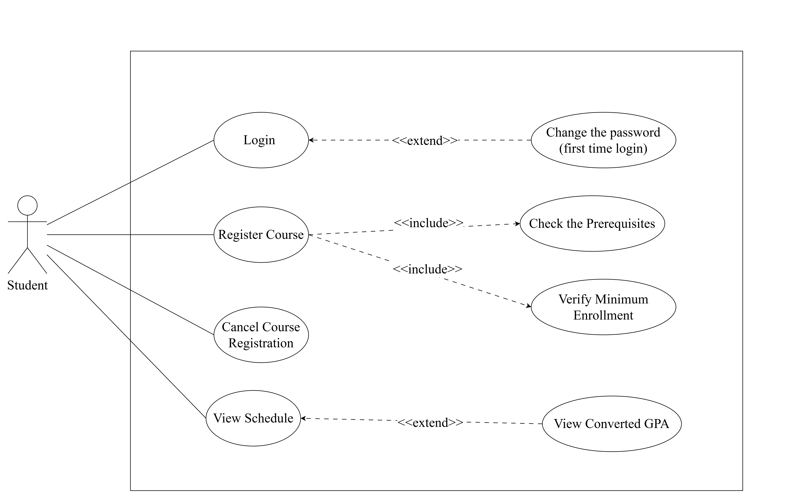 Login
<<extend>>
Change the password
(first time login)
Student
Register Course
<<include>>
Check the Prerequisites
<<include>>
Verify Minimum
Enrollment
Cancel Course
Registration
View Schedule
<<extend>>
View Converted GPA